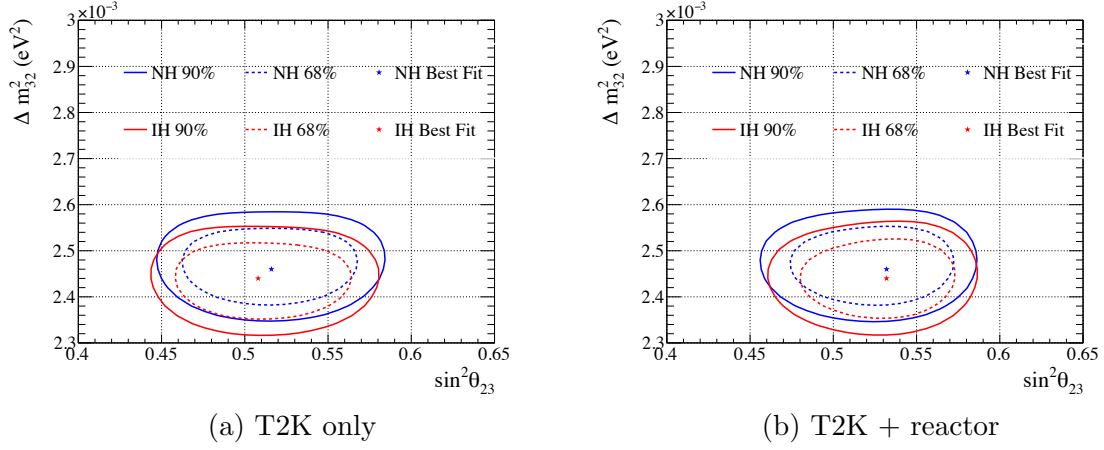 ×10⁻³
3
2.9
2.8
2.7
2.6
2.5
2.4
2.3
Δ m²₃₂ (eV²)
NH 90% NH 68% NH Best Fit
IH 90% IH 68% IH Best Fit
0.4 0.45 0.5 0.55 0.6 0.65
sin²θ₂₃
(a) T2K only
×10⁻³
3
2.9
2.8
2.7
2.6
2.5
2.4
2.3
Δ m²₃₂ (eV²)
NH 90% NH 68% NH Best Fit
IH 90% IH 68% IH Best Fit
0.4 0.45 0.5 0.55 0.6 0.65
sin²θ₂₃
(b) T2K + reactor